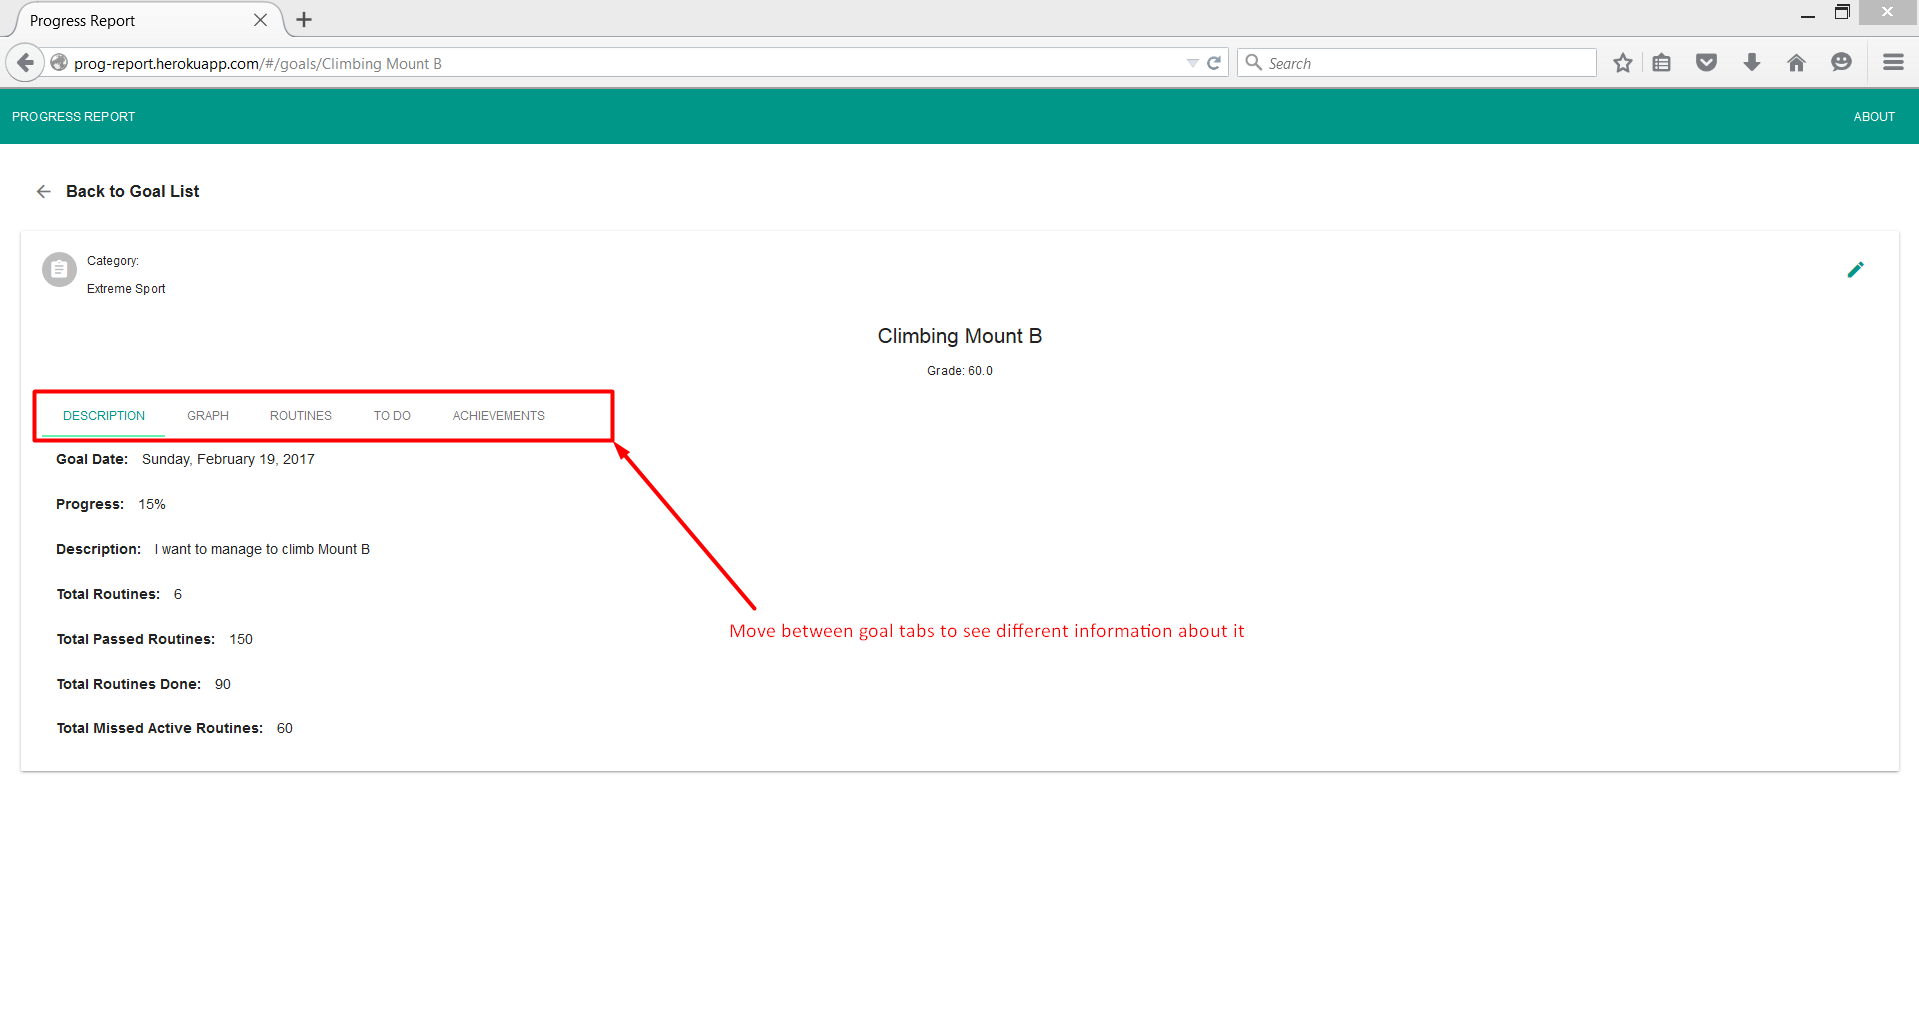 Progress Report
prog-report.herokuapp.com/#/goals/Climbing Mount B
Search
PROGRESS REPORT
ABOUT
Back to Goal List
Category:
Extreme Sport
Climbing Mount B
Grade: 60.0
DESCRIPTION GRAPH ROUTINES TO DO ACHIEVEMENTS
Goal Date: Sunday, February 19, 2017
Progress: 15%
Description: I want to manage to climb Mount B
Total Routines: 6
Move between goal tabs to see different information about it
Total Passed Routines: 150
Total Routines Done: 90
Total Missed Active Routines: 60